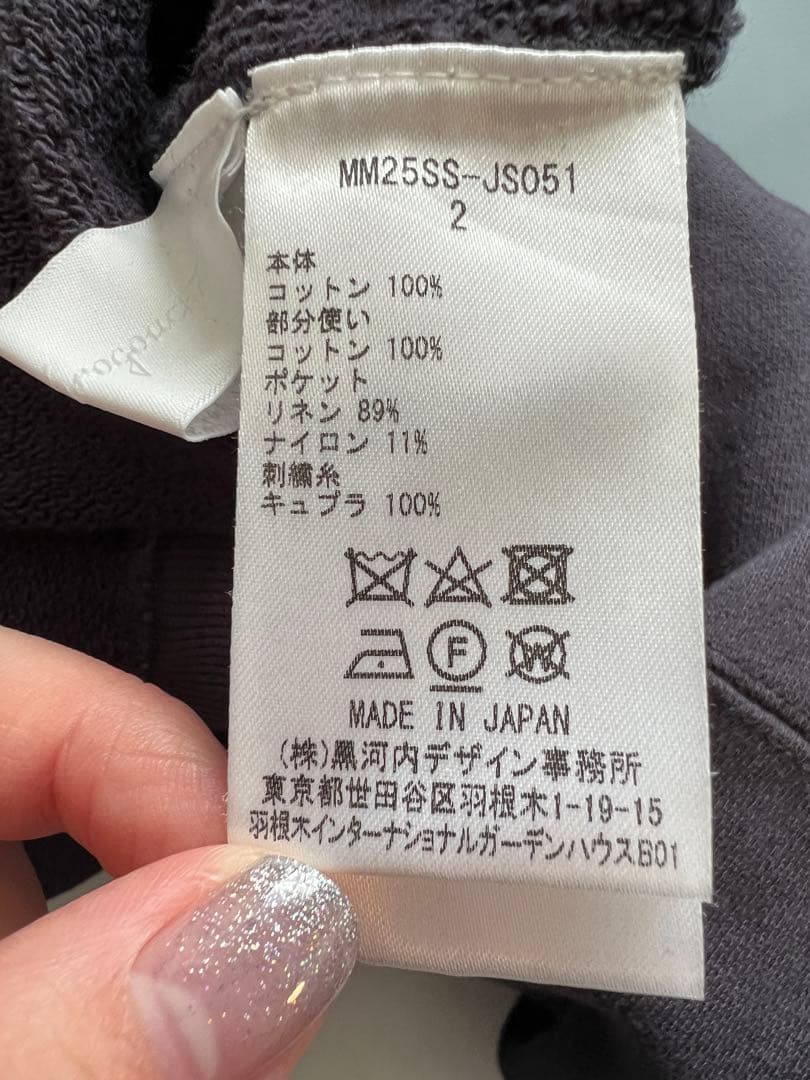 MM25SS-JS051
2
本体
コットン 100%
部分使い
コットン 100%
ポケット
リネン 89%
ナイロン 11%
刺繍糸
キュプラ 100%
F
W
MADE IN JAPAN
(株)黒河内デザイン事務所
東京都世田谷区羽根木1-19-15
羽根木インターナショナルガーデンハウスB01